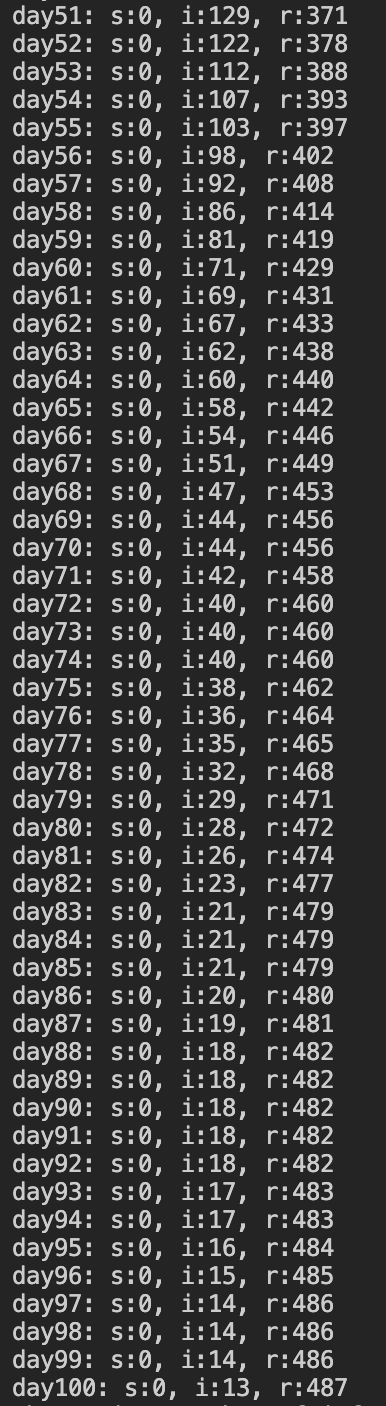 day51: s:0, i:129, r:371
day52: s:0, i:122, r:378
day53: s:0, i:112, r:388
day54: s:0, i:107, r:393
day55: s:0, i:103, r:397
day56: s:0, i:98, r:402
day57: s:0, i:92, r:408
day58: s:0, i:86, r:414
day59: s:0, i:81, r:419
day60: s:0, i:71, r:429
day61: s:0, i:69, r:431
day62: s:0, i:67, r:433
day63: s:0, i:62, r:438
day64: s:0, i:60, r:440
day65: s:0, i:58, r:442
day66: s:0, i:54, r:446
day67: s:0, i:51, r:449
day68: s:0, i:47, r:453
day69: s:0, i:44, r:456
day70: s:0, i:44, r:456
day71: s:0, i:42, r:458
day72: s:0, i:40, r:460
day73: s:0, i:40, r:460
day74: s:0, i:40, r:460
day75: s:0, i:38, r:462
day76: s:0, i:36, r:464
day77: s:0, i:35, r:465
day78: s:0, i:32, r:468
day79: s:0, i:29, r:471
day80: s:0, i:28, r:472
day81: s:0, i:26, r:474
day82: s:0, i:23, r:477
day83: s:0, i:21, r:479
day84: s:0, i:21, r:479
day85: s:0, i:21, r:479
day86: s:0, i:20, r:480
day87: s:0, i:19, r:481
day88: s:0, i:18, r:482
day89: s:0, i:18, r:482
day90: s:0, i:18, r:482
day91: s:0, i:18, r:482
day92: s:0, i:18, r:482
day93: s:0, i:17, r:483
day94: s:0, i:17, r:483
day95: s:0, i:16, r:484
day96: s:0, i:15, r:485
day97: s:0, i:14, r:486
day98: s:0, i:14, r:486
day99: s:0, i:14, r:486
day100: s:0, i:13, r:487